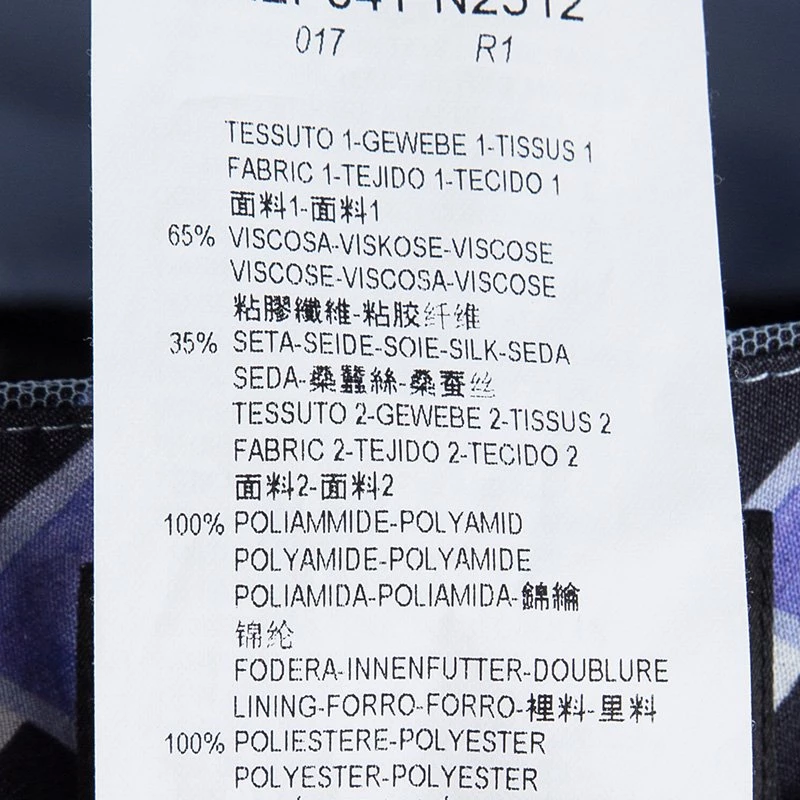 017 R1
TESSUTO 1-GEWEBE 1-TISSUS 1
FABRIC 1-TEJIDO 1-TECIDO 1
面料1-面料1
65% VISCOSA-VISKOSE-VISCOSE
VISCOSE-VISCOSA-VISCOSE
粘膠纖維-粘胶纤维
35% SETA-SEIDE-SOIE-SILK-SEDA
SEDA-桑蠶絲-桑蚕丝
TESSUTO 2-GEWEBE 2-TISSUS 2
FABRIC 2-TEJIDO 2-TECIDO 2
面料2-面料2
100% POLIAMMIDE-POLYAMID
POLYAMIDE-POLYAMIDE
POLIAMIDA-POLIAMIDA-錦綸
锦纶
FODERA-INNENFUTTER-DOUBLURE
LINING-FORRO-FORRO-裡料-里料
100% POLIESTERE-POLYESTER
POLYESTER-POLYESTER